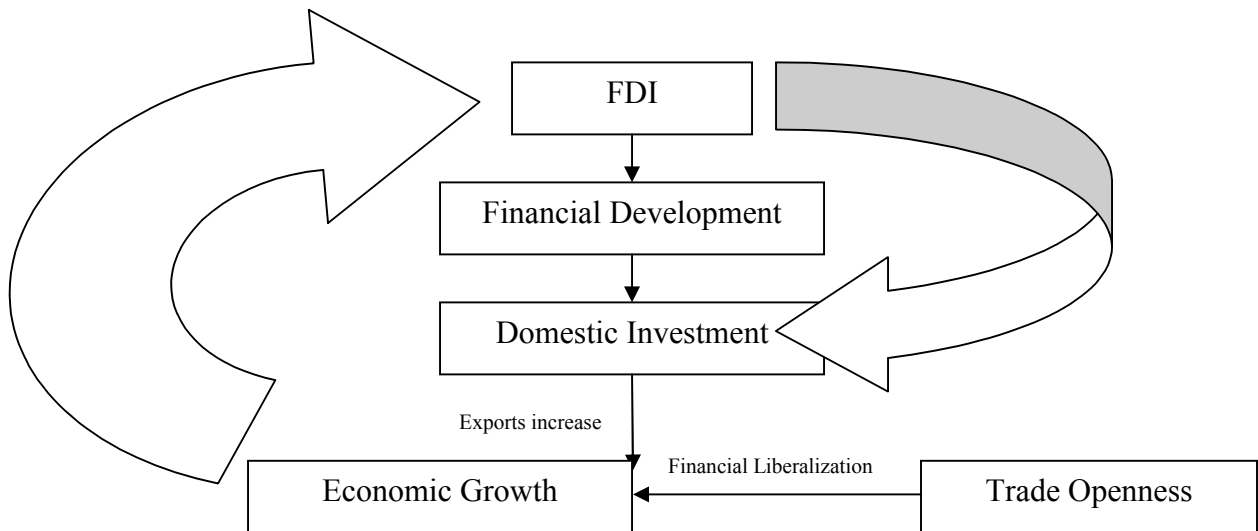 FDI
Financial Development
Domestic Investment
Exports increase
Financial Liberalization
Economic Growth
Trade Openness